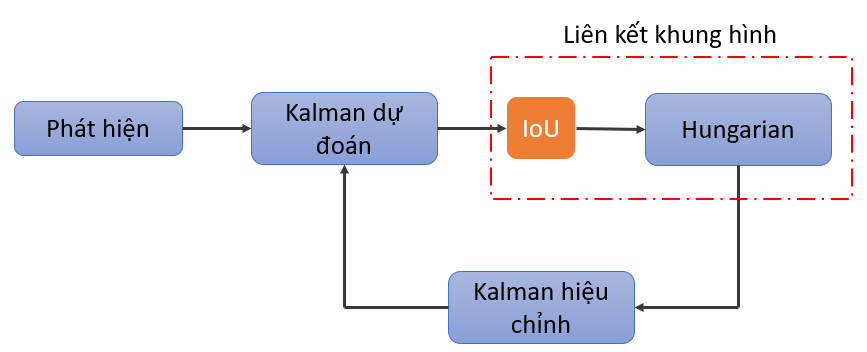 Liên kết khung hình
Phát hiện
Kalman dự
đoán
IoU
Hungarian
Kalman hiệu
chỉnh